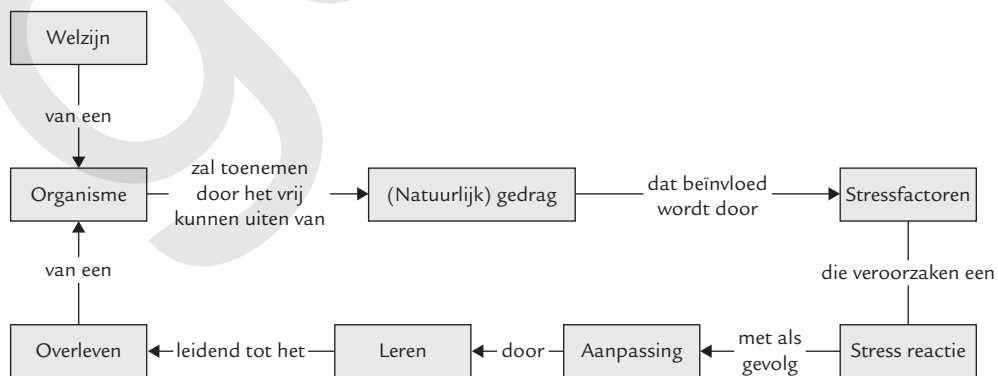 Welzijn
van een
Organisme
zal toenemen
door het vrij
kunnen uiten van
(Natuurlijk) gedrag
dat beïnvloed
wordt door
Stressfactoren
van een
die veroorzaken een
Overleven
leidend tot het
Leren
door
Aanpassing
met als
gevolg
Stress reactie